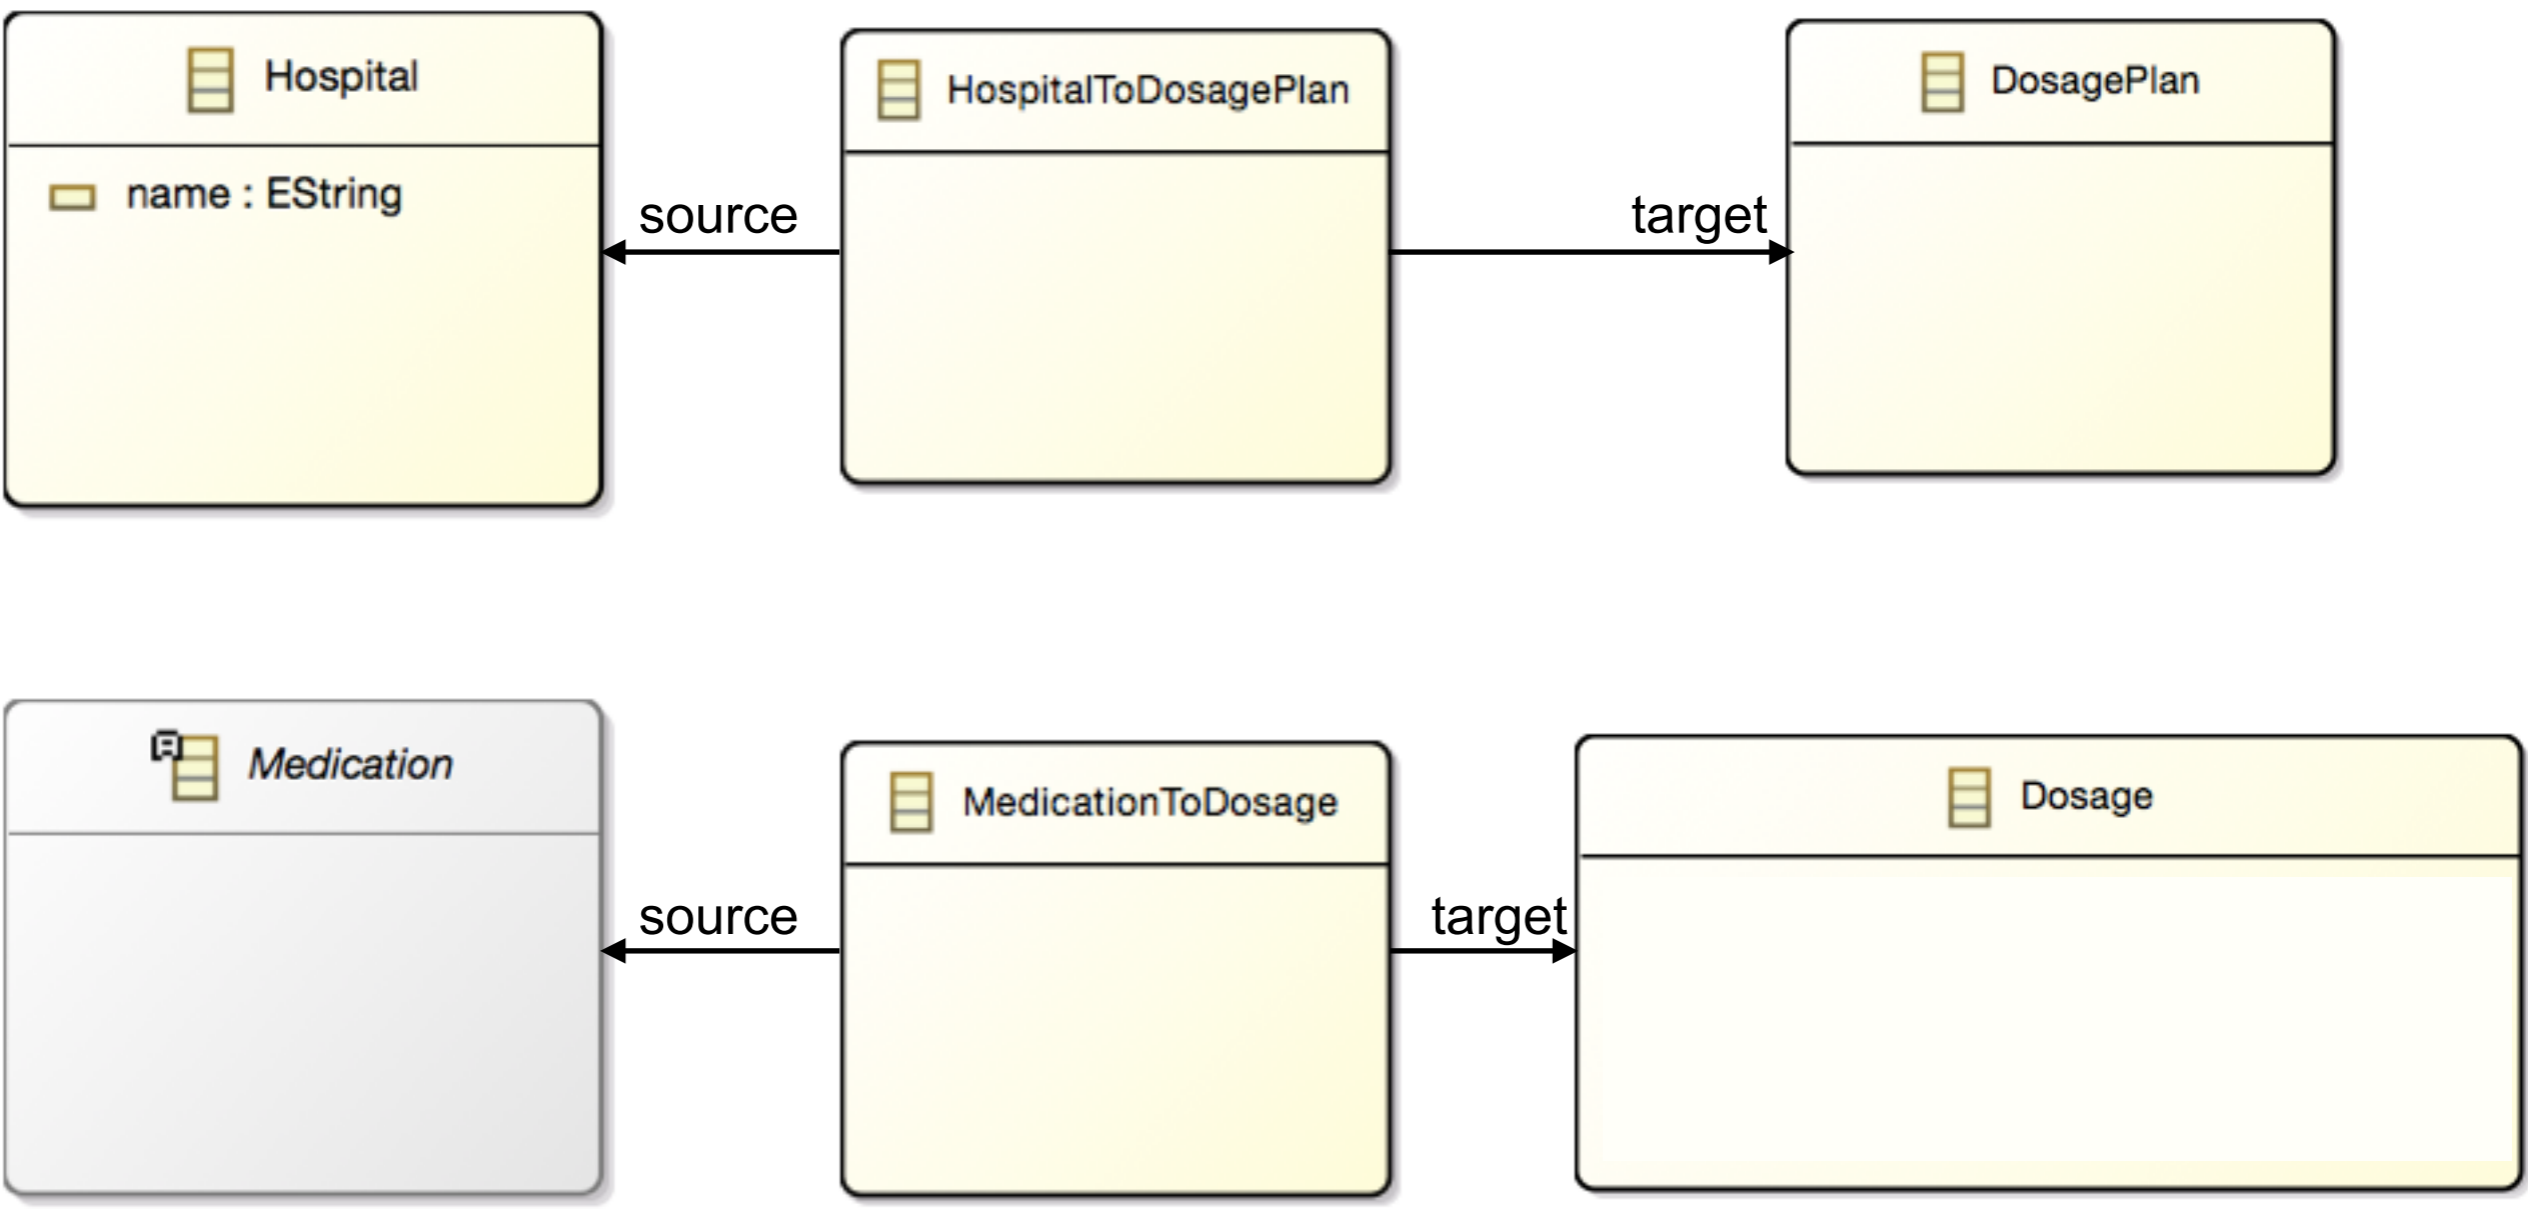 Hospital
HospitalToDosagePlan
DosagePlan
name : EString
source
target
Medication
MedicationToDosage
Dosage
source
target